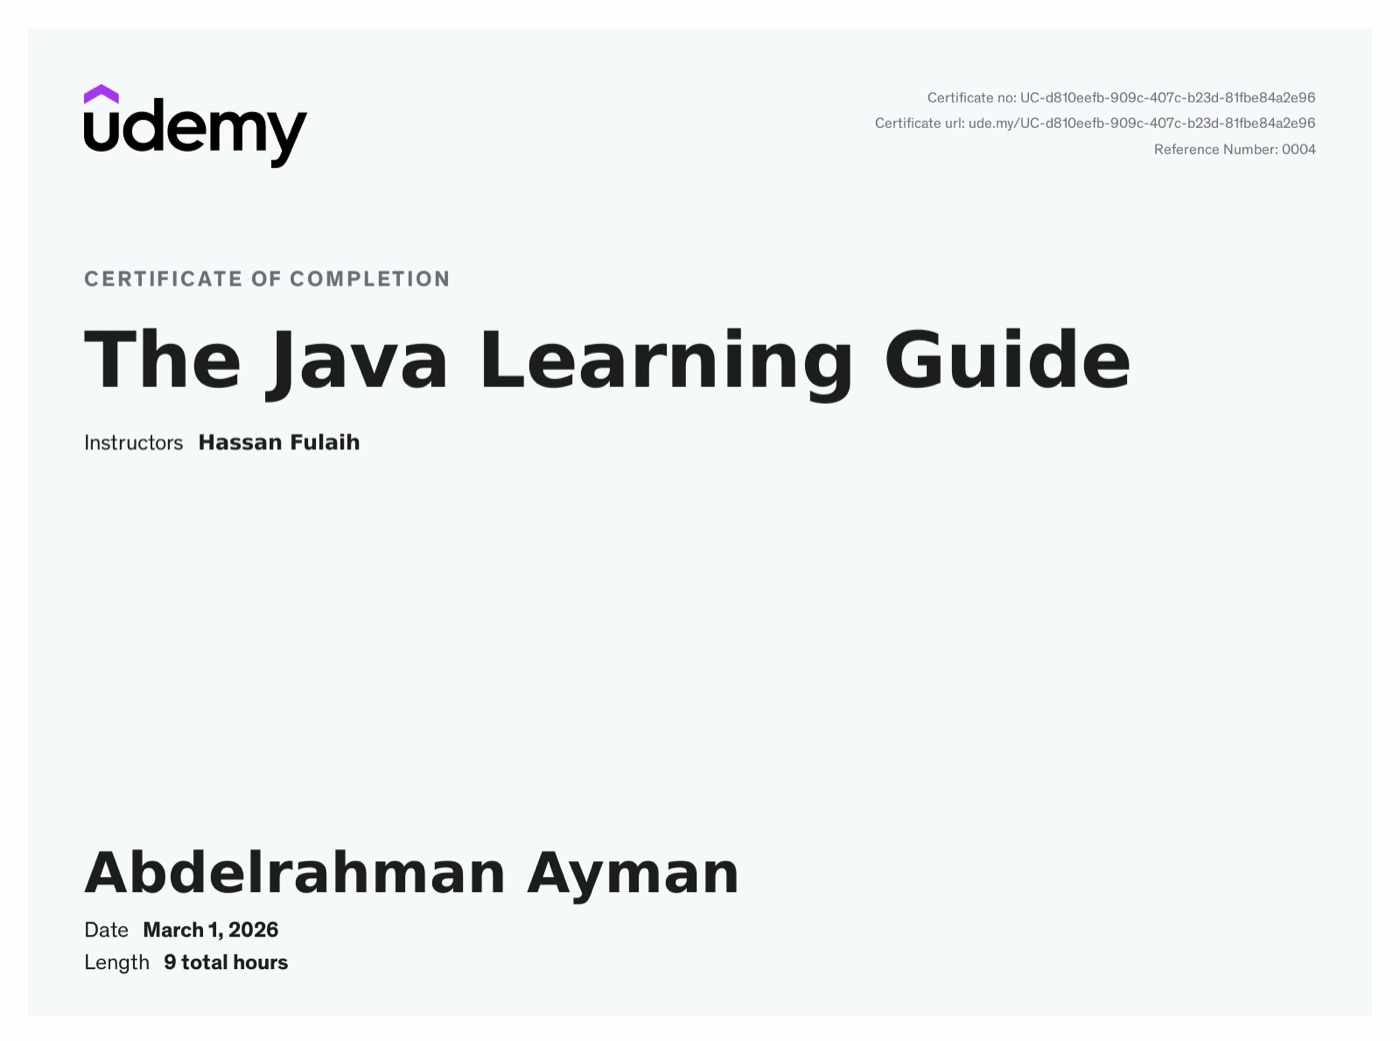 udemy
Certificate no: UC-d810eefb-909c-407c-b23d-81fbe84a2e96
Certificate url: ude.my/UC-d810eefb-909c-407c-b23d-81fbe84a2e96
Reference Number: 0004
CERTIFICATE OF COMPLETION
The Java Learning Guide
Instructors Hassan Fulaih
Abdelrahman Ayman
Date March 1, 2026
Length 9 total hours